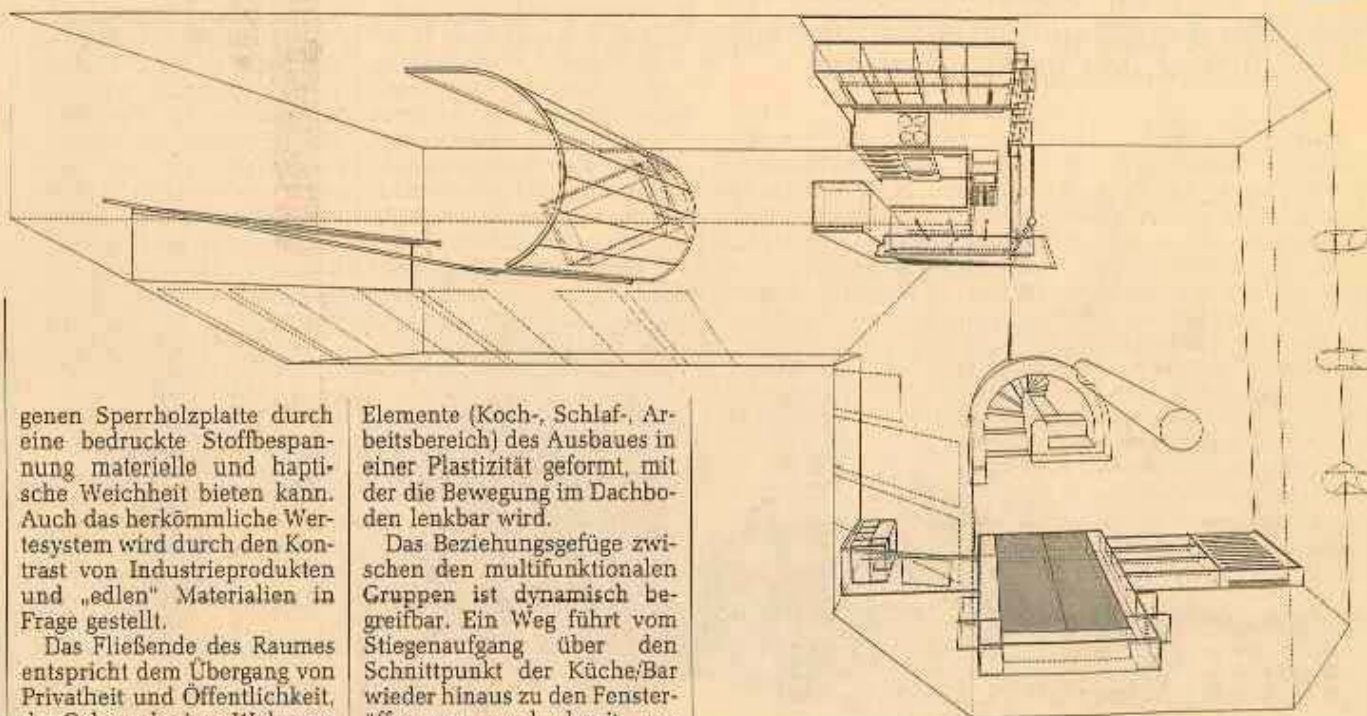 genen Sperrholzplatte durch
eine bedruckte Stoffbespan-
nung materielle und hapti-
sche Weichheit bieten kann.
Auch das herkömmliche Wer-
tesystem wird durch den Kon-
trast von Industrieprodukten
und „edlen" Materialien in
Frage gestellt.
Das Fließende des Raumes
entspricht dem Übergang von
Privatheit und Öffentlichkeit,
Elemente (Koch-, Schlaf-, Ar-
beitsbereich) des Ausbaues in
einer Plastizität geformt, mit
der die Bewegung im Dachbo-
den lenkbar wird.
Das Beziehungsgefüge zwi-
schen den multifunktionalen
Gruppen ist dynamisch be-
greifbar. Ein Weg führt vom
Stiegenaufgang über den
Schnittpunkt der Küche/Bar
wieder hinaus zu den Fenster-